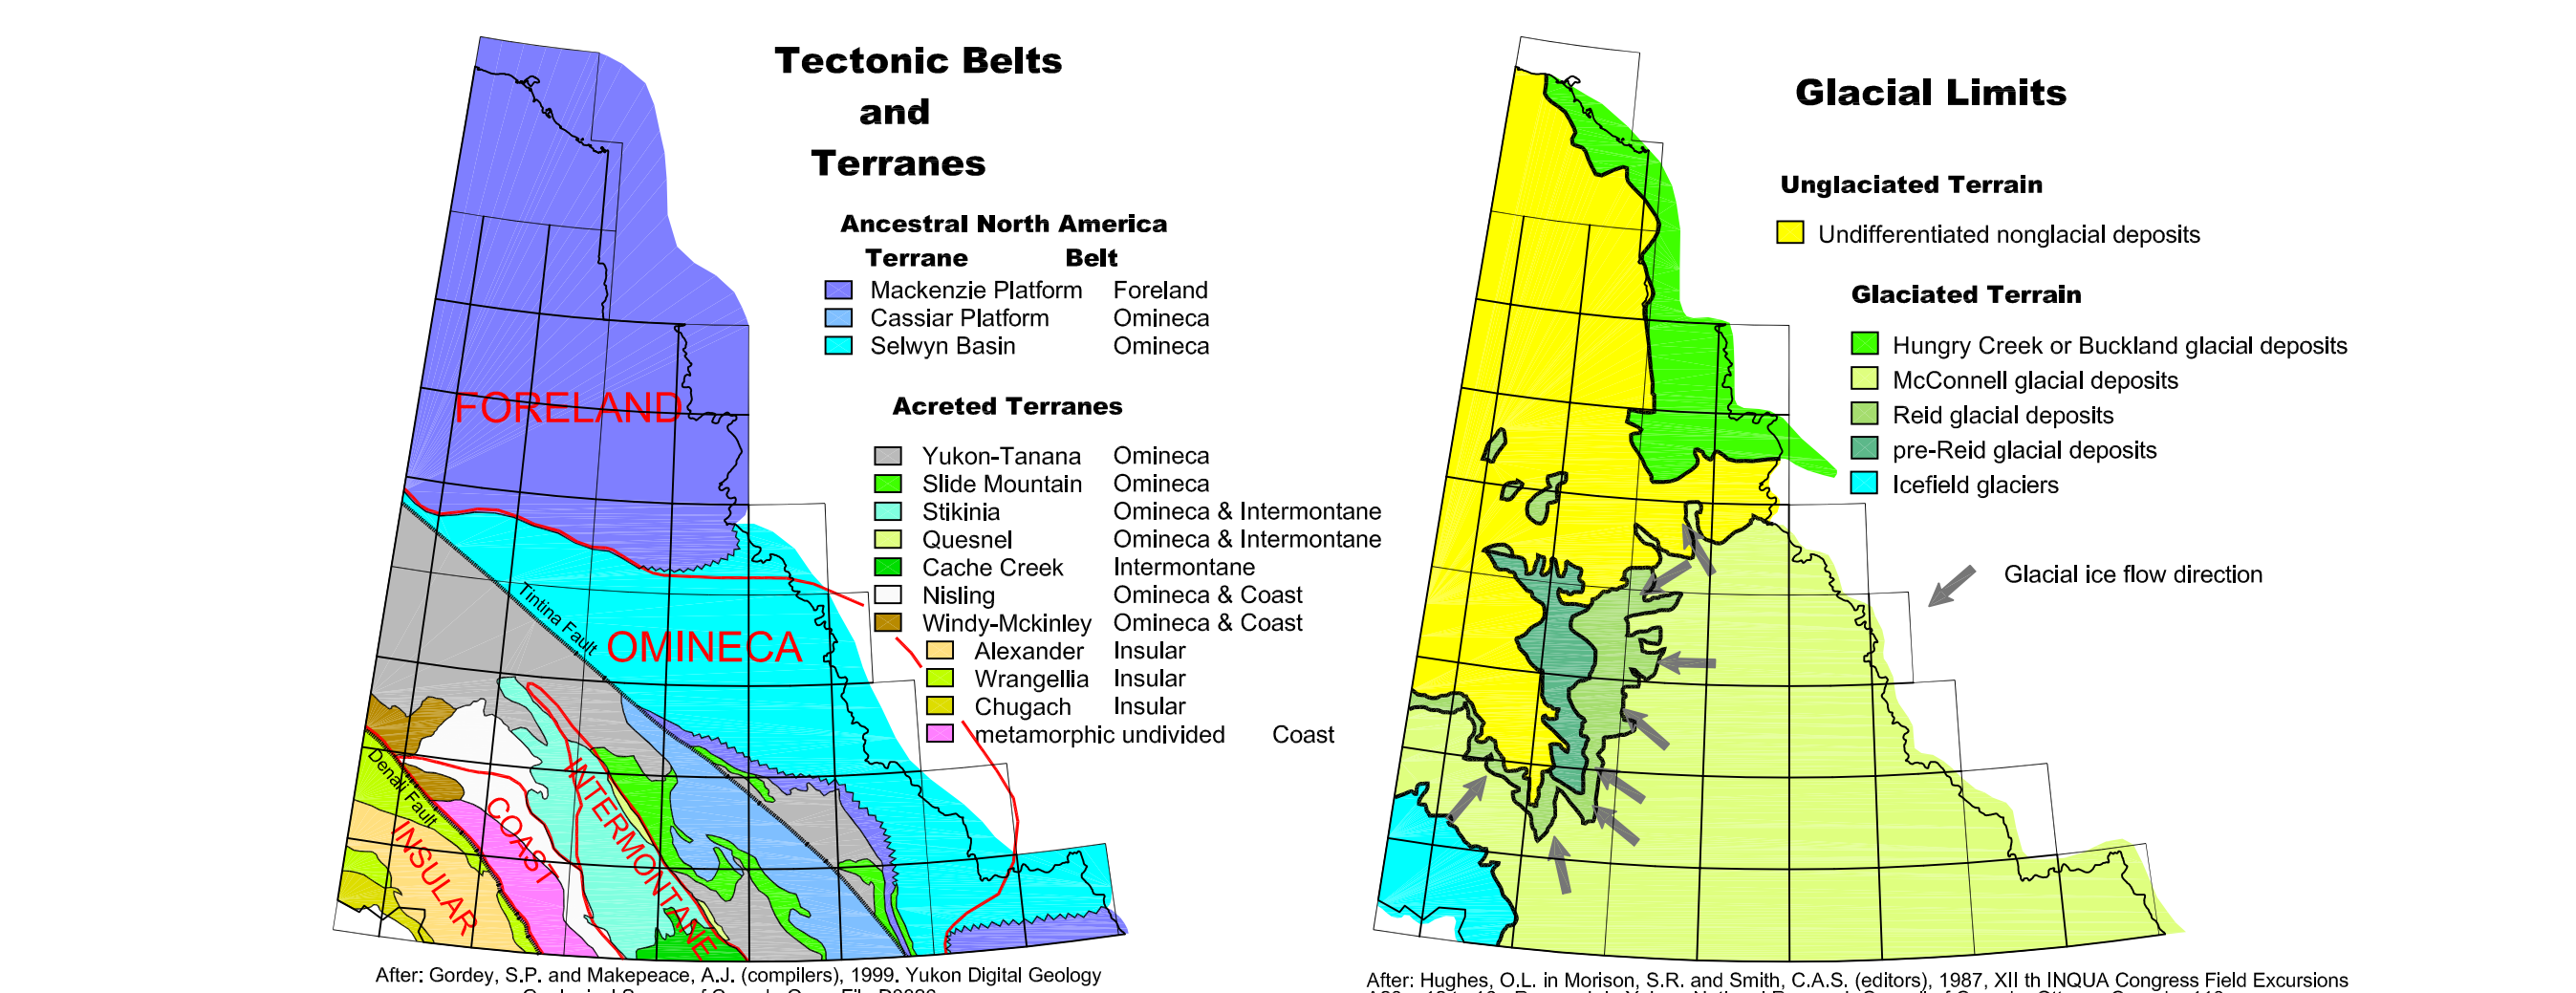 Tectonic Belts
and
Terranes
Ancestral North America
Terrane Belt
Mackenzie Platform Foreland
Cassiar Platform Omineca
Selwyn Basin Omineca
Acreted Terranes
Yukon-Tanana Omineca
Slide Mountain Omineca
Stikinia Omineca & Intermontane
Quesnel Omineca & Intermontane
Cache Creek Intermontane
Nisling Omineca & Coast
Windy-Mckinley Omineca & Coast
Alexander Insular
Wrangellia Insular
Chugach Insular
metamorphic undivided Coast
FORELAND
Tintina Fault
OMINECA
Denali Fault
INTERMONTANE
COAST
INSULAR
After: Gordey, S.P. and Makepeace, A.J. (compilers), 1999. Yukon Digital Geology
Glacial Limits
Unglaciated Terrain
Undifferentiated nonglacial deposits
Glaciated Terrain
Hungry Creek or Buckland glacial deposits
McConnell glacial deposits
Reid glacial deposits
pre-Reid glacial deposits
Icefield glaciers
Glacial ice flow direction
After: Hughes, O.L. in Morison, S.R. and Smith, C.A.S. (editors), 1987, XII th INQUA Congress Field Excursions